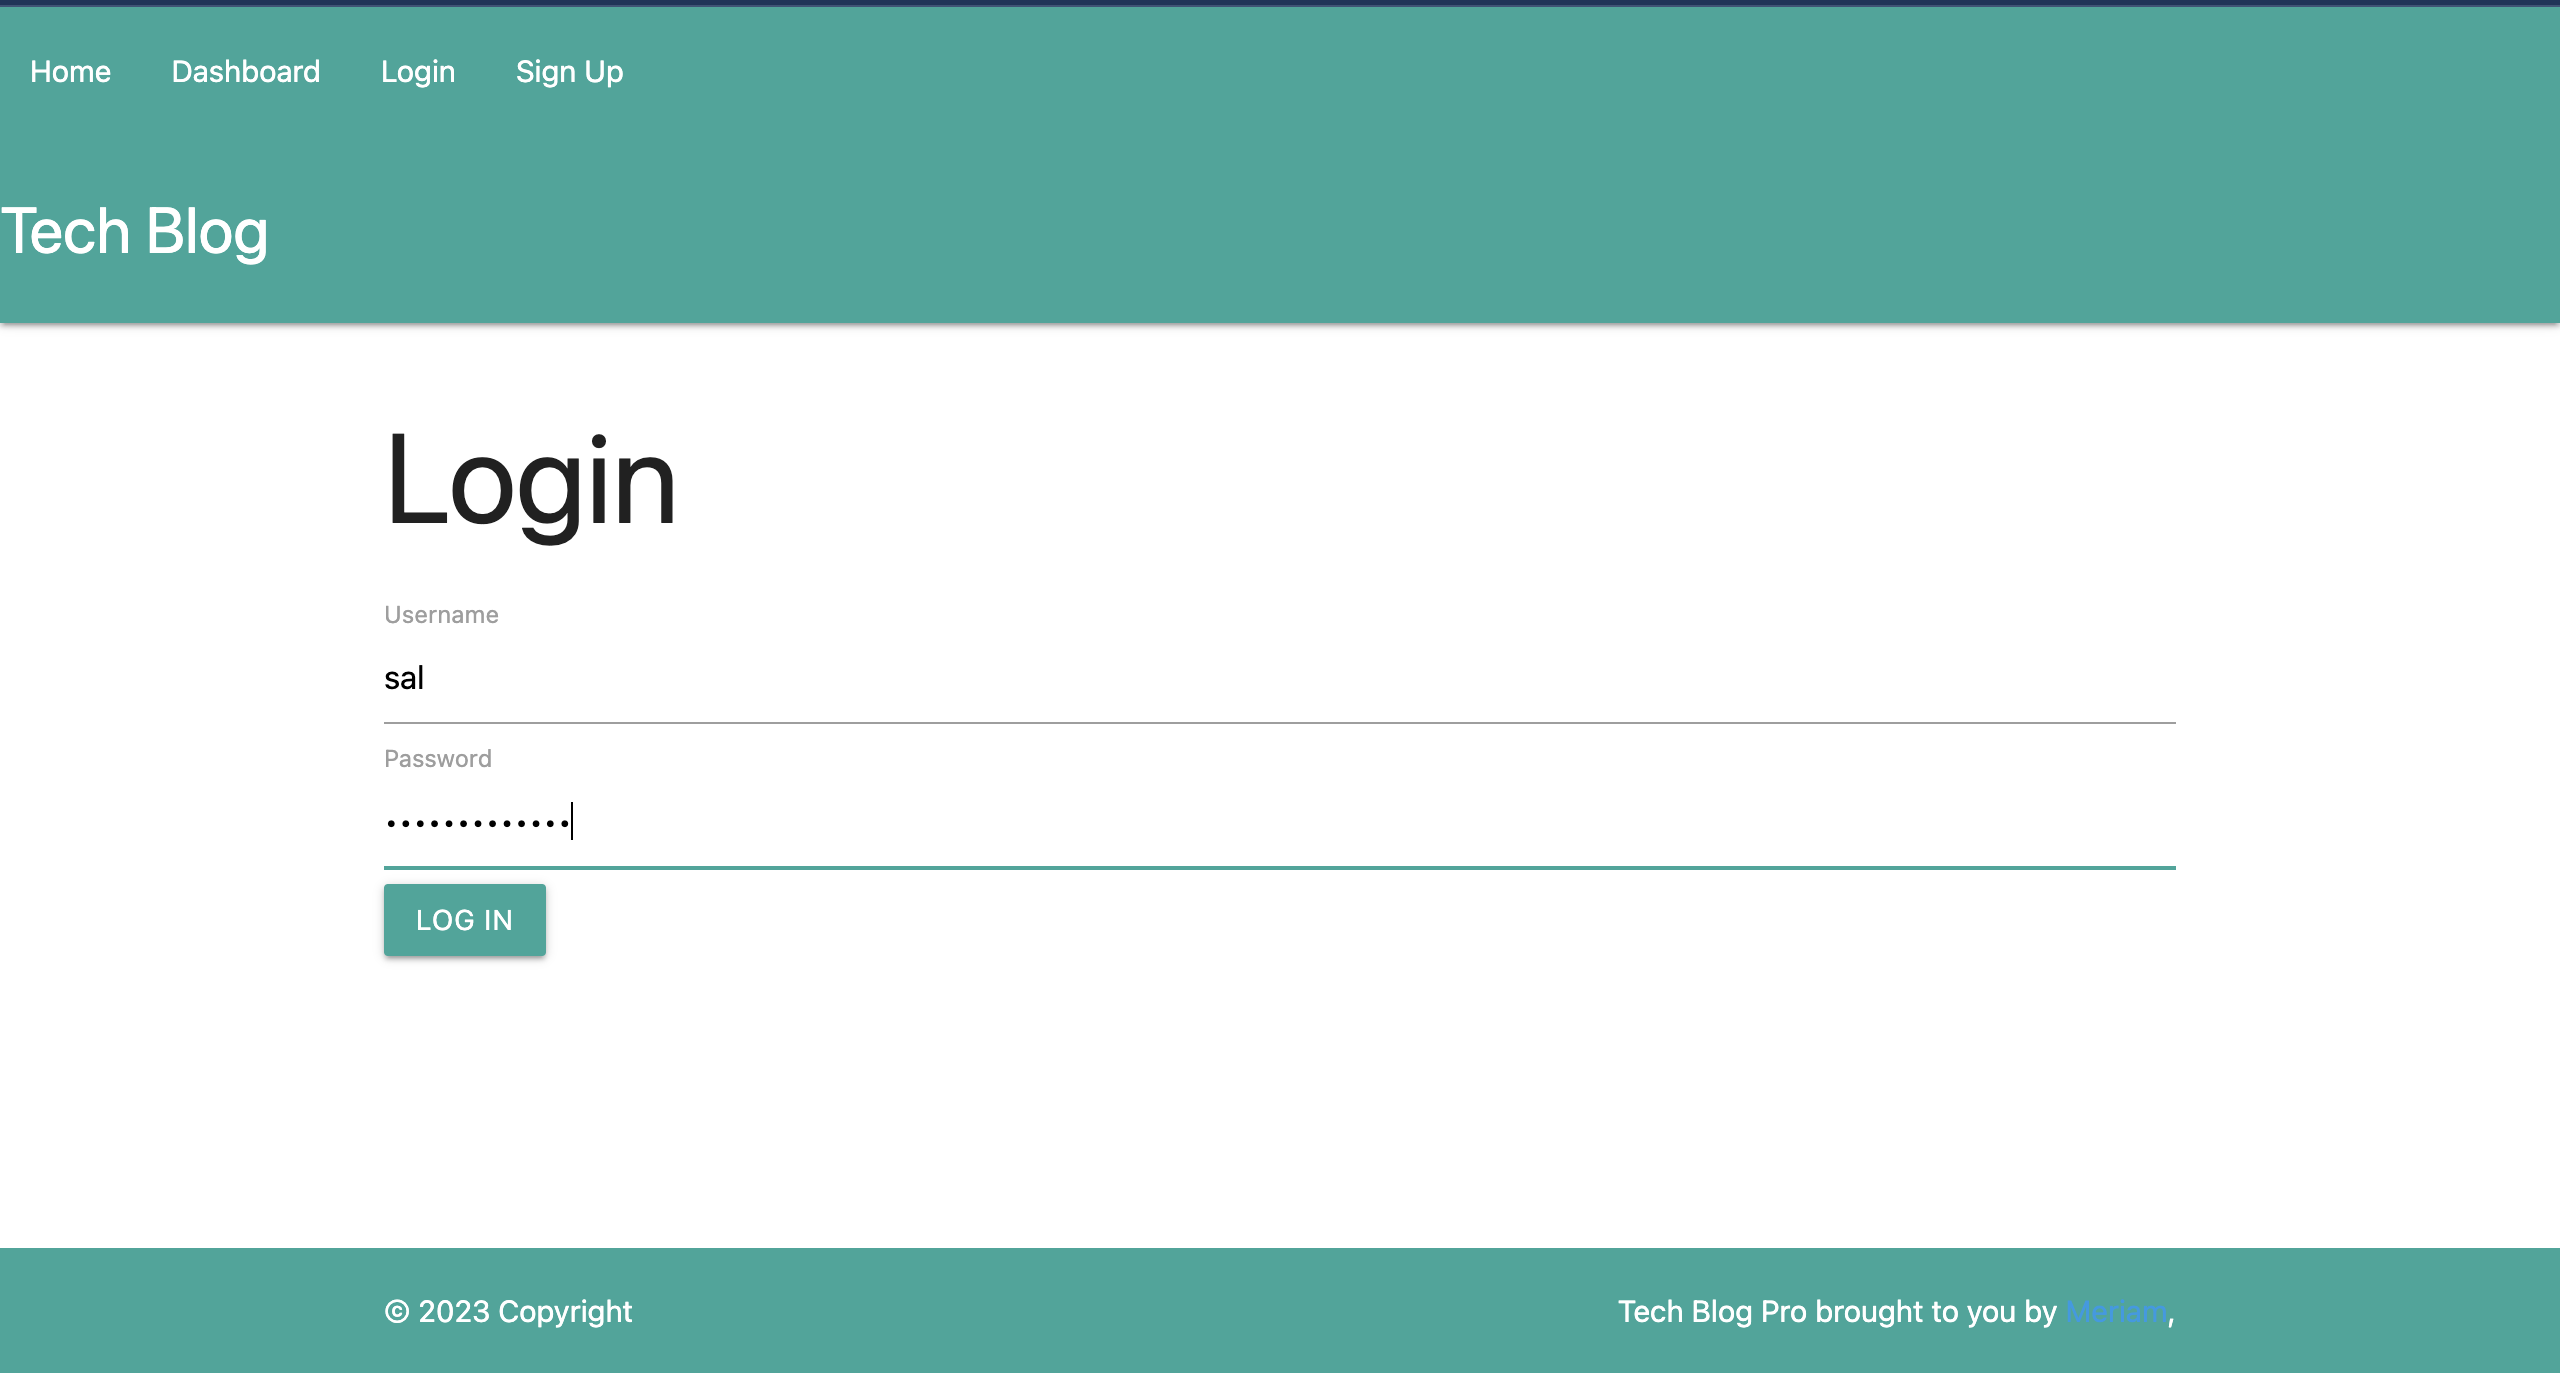 Home Dashboard Login Sign Up
Tech Blog
Login
Username
sal
Password
•••••••••••••
LOG IN
© 2023 Copyright Tech Blog Pro brought to you by Meriam,